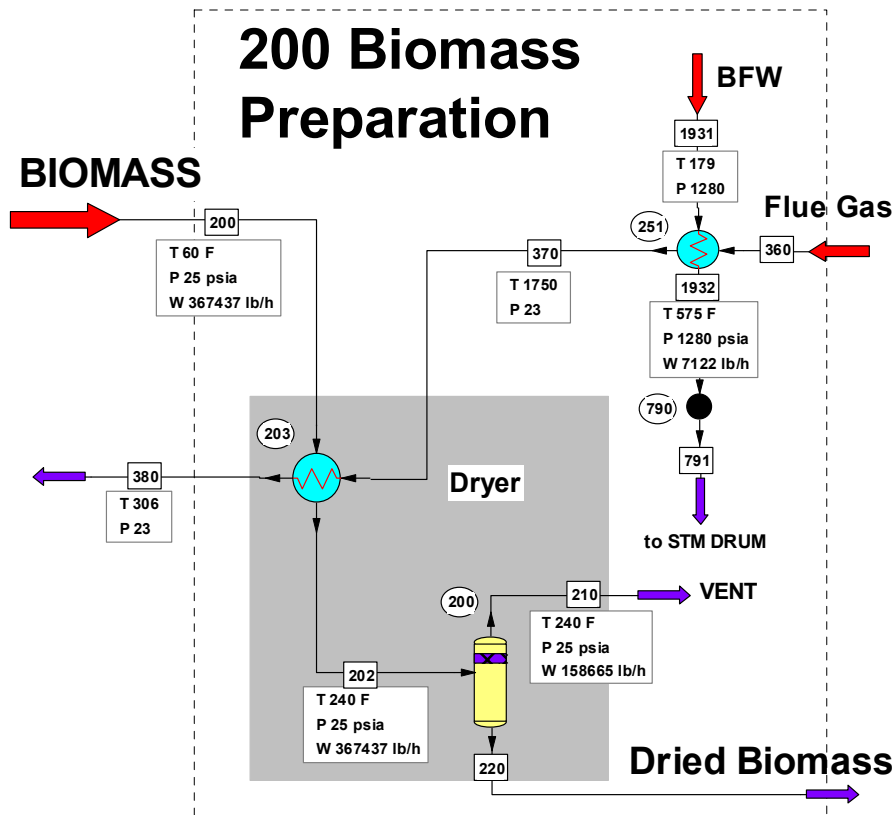 200 Biomass
Preparation
BFW
1931
T 179
P 1280
BIOMASS
200
T 60 F
P 25 psia
W 367437 lb/h
Flue Gas
251
370
360
T 1750
P 23
1932
T 575 F
P 1280 psia
W 7122 lb/h
790
203
791
380
T 306
P 23
Dryer
to STM DRUM
200
210
VENT
T 240 F
P 25 psia
W 158665 lb/h
202
T 240 F
P 25 psia
W 367437 lb/h
220
Dried Biomass